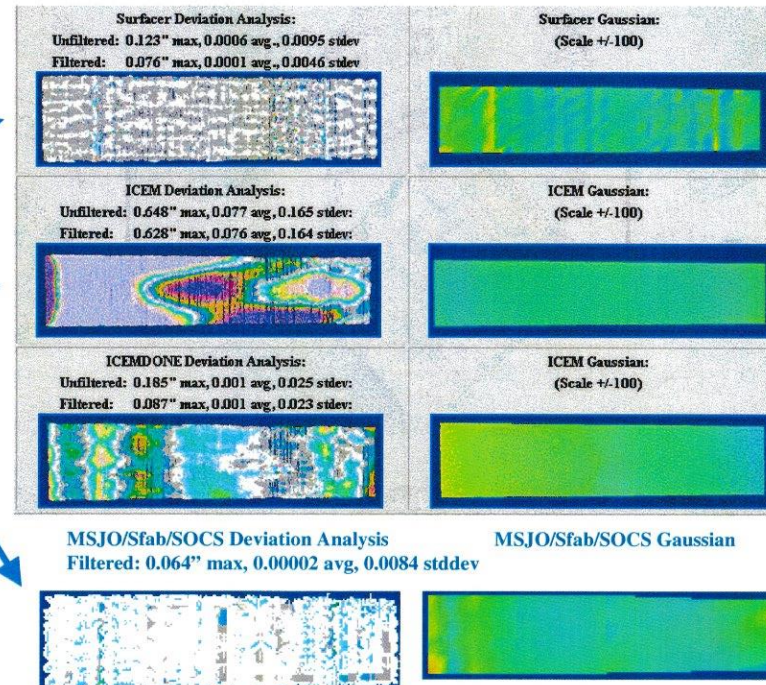 Surfacer Deviation Analysis:
Unfiltered: 0.123" max, 0.0006 avg., 0.0095 stdev
Filtered: 0.076" max, 0.0001 avg., 0.0046 stdev
Surfacer Gaussian:
(Scale +/-100)
ICEM Deviation Analysis:
Unfiltered: 0.648" max, 0.077 avg, 0.165 stdev:
Filtered: 0.628" max, 0.076 avg, 0.164 stdev:
ICEM Gaussian:
(Scale +/-100)
ICEMDONE Deviation Analysis:
Unfiltered: 0.185" max, 0.001 avg, 0.025 stdev:
Filtered: 0.087" max, 0.001 avg, 0.023 stdev:
ICEM Gaussian:
(Scale +/-100)
MSJO/Sfab/SOCS Deviation Analysis
Filtered: 0.064” max, 0.00002 avg, 0.0084 stddev
MSJO/Sfab/SOCS Gaussian